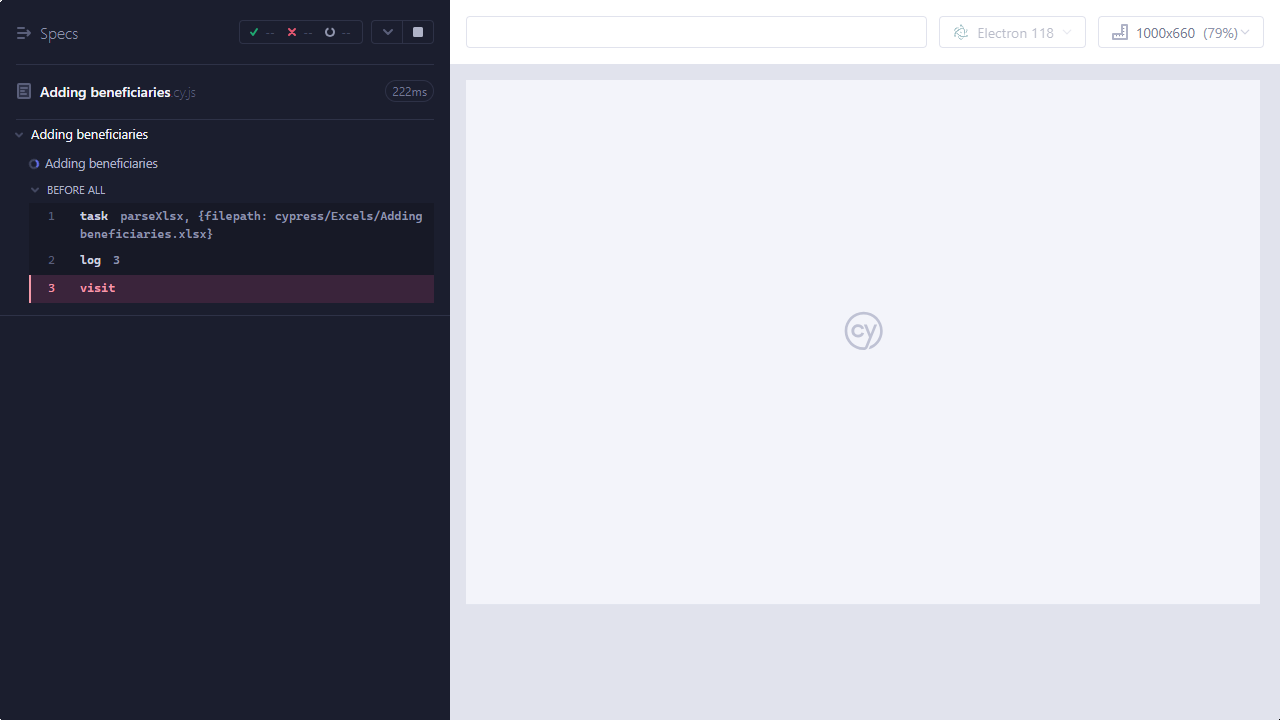 Specs
-- -- --
Adding beneficiaries cy.js
222ms
Adding beneficiaries
Adding beneficiaries
BEFORE ALL
1 task parseXlsx, {filepath: cypress/Excels/Adding
beneficiaries.xlsx}
2 log 3
3 visit
Electron 118
1000x660 (79%)
cy